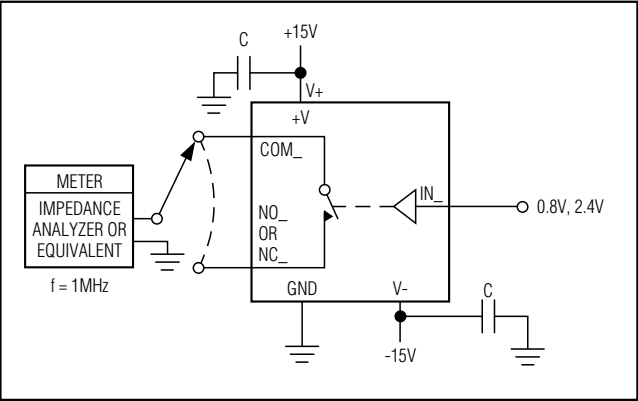 C
+15V
V+
+V
COM_
METER
IMPEDANCE
ANALYZER OR
EQUIVALENT
f = 1MHz
NO_
OR
NC_
IN_
0.8V, 2.4V
GND
V-
C
-15V